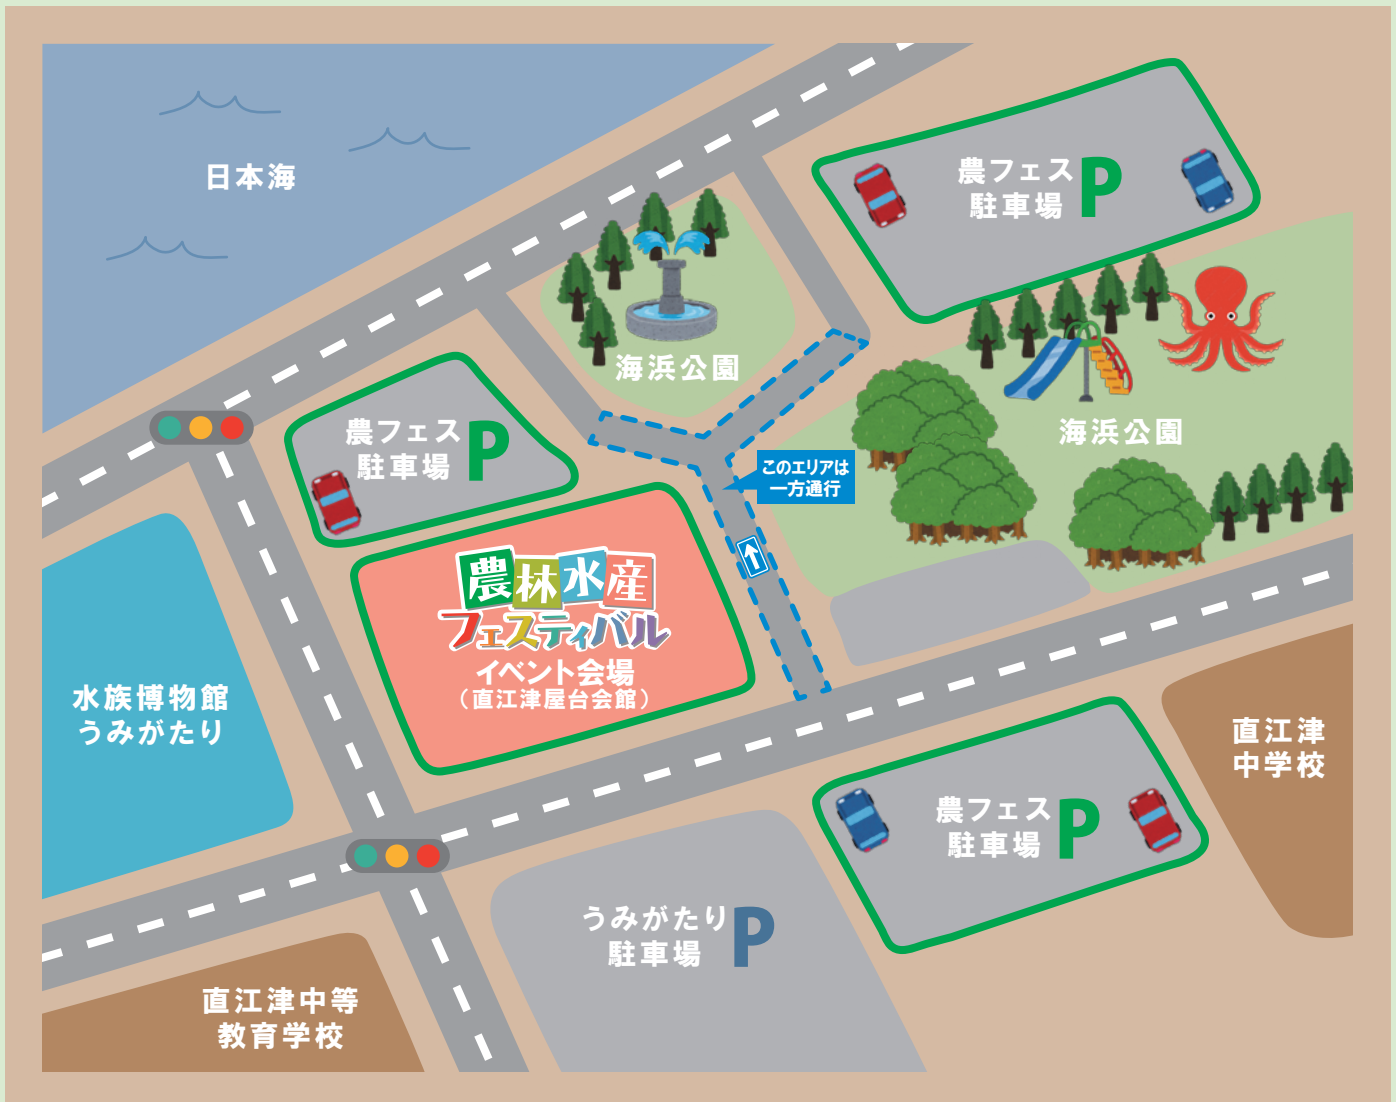 日本海
農フェス
駐車場 P
海浜公園
農フェス
駐車場 P
海浜公園
このエリアは
一方通行
農林水産
フェスティバル
イベント会場
（直江津屋台会館）
水族博物館
うみがたり
直江津
中学校
農フェス
駐車場 P
うみがたり
駐車場 P
直江津中等
教育学校